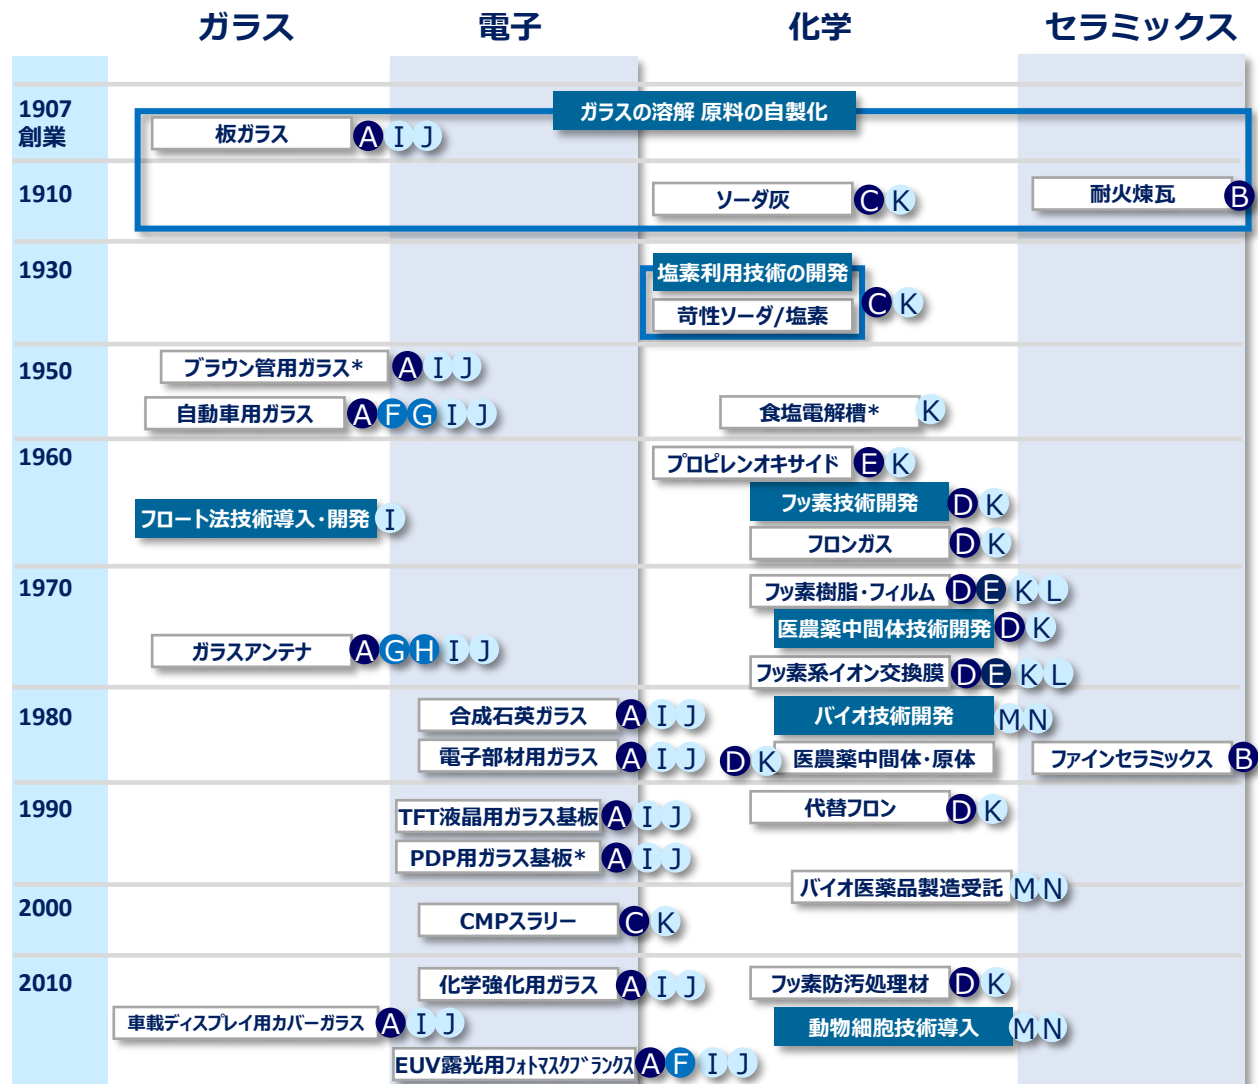 ガラス 電子 化学 セラミックス
1907
創業
ガラスの溶解 原料の自製化
板ガラス A I J
1910
ソーダ灰 C K
耐火煉瓦 B
1930
塩素利用技術の開発
苛性ソーダ/塩素 C K
1950
ブラウン管用ガラス* A I J
自動車用ガラス A F G I J
食塩電解槽* K
1960
プロピレンオキサイド E K
フッ素技術開発 D K
フロート法技術導入・開発 I
フロンガス D K
1970
フッ素樹脂・フィルム D E K L
医農薬中間体技術開発 D K
ガラスアンテナ A G H I J
フッ素系イオン交換膜 D E K L
1980
合成石英ガラス A I J
バイオ技術開発 M N
電子部材用ガラス A I J
D K 医農薬中間体・原体
ファインセラミックス B
1990
TFT液晶用ガラス基板 A I J
代替フロン D K
PDP用ガラス基板* A I J
バイオ医薬品製造受託 M N
2000
CMPスラリー C K
2010
化学強化用ガラス A I J
フッ素防汚処理材 D K
車載ディスプレイ用カバーガラス A I J
動物細胞技術導入 M N
EUV露光用フォトマスクブランクス A F I J